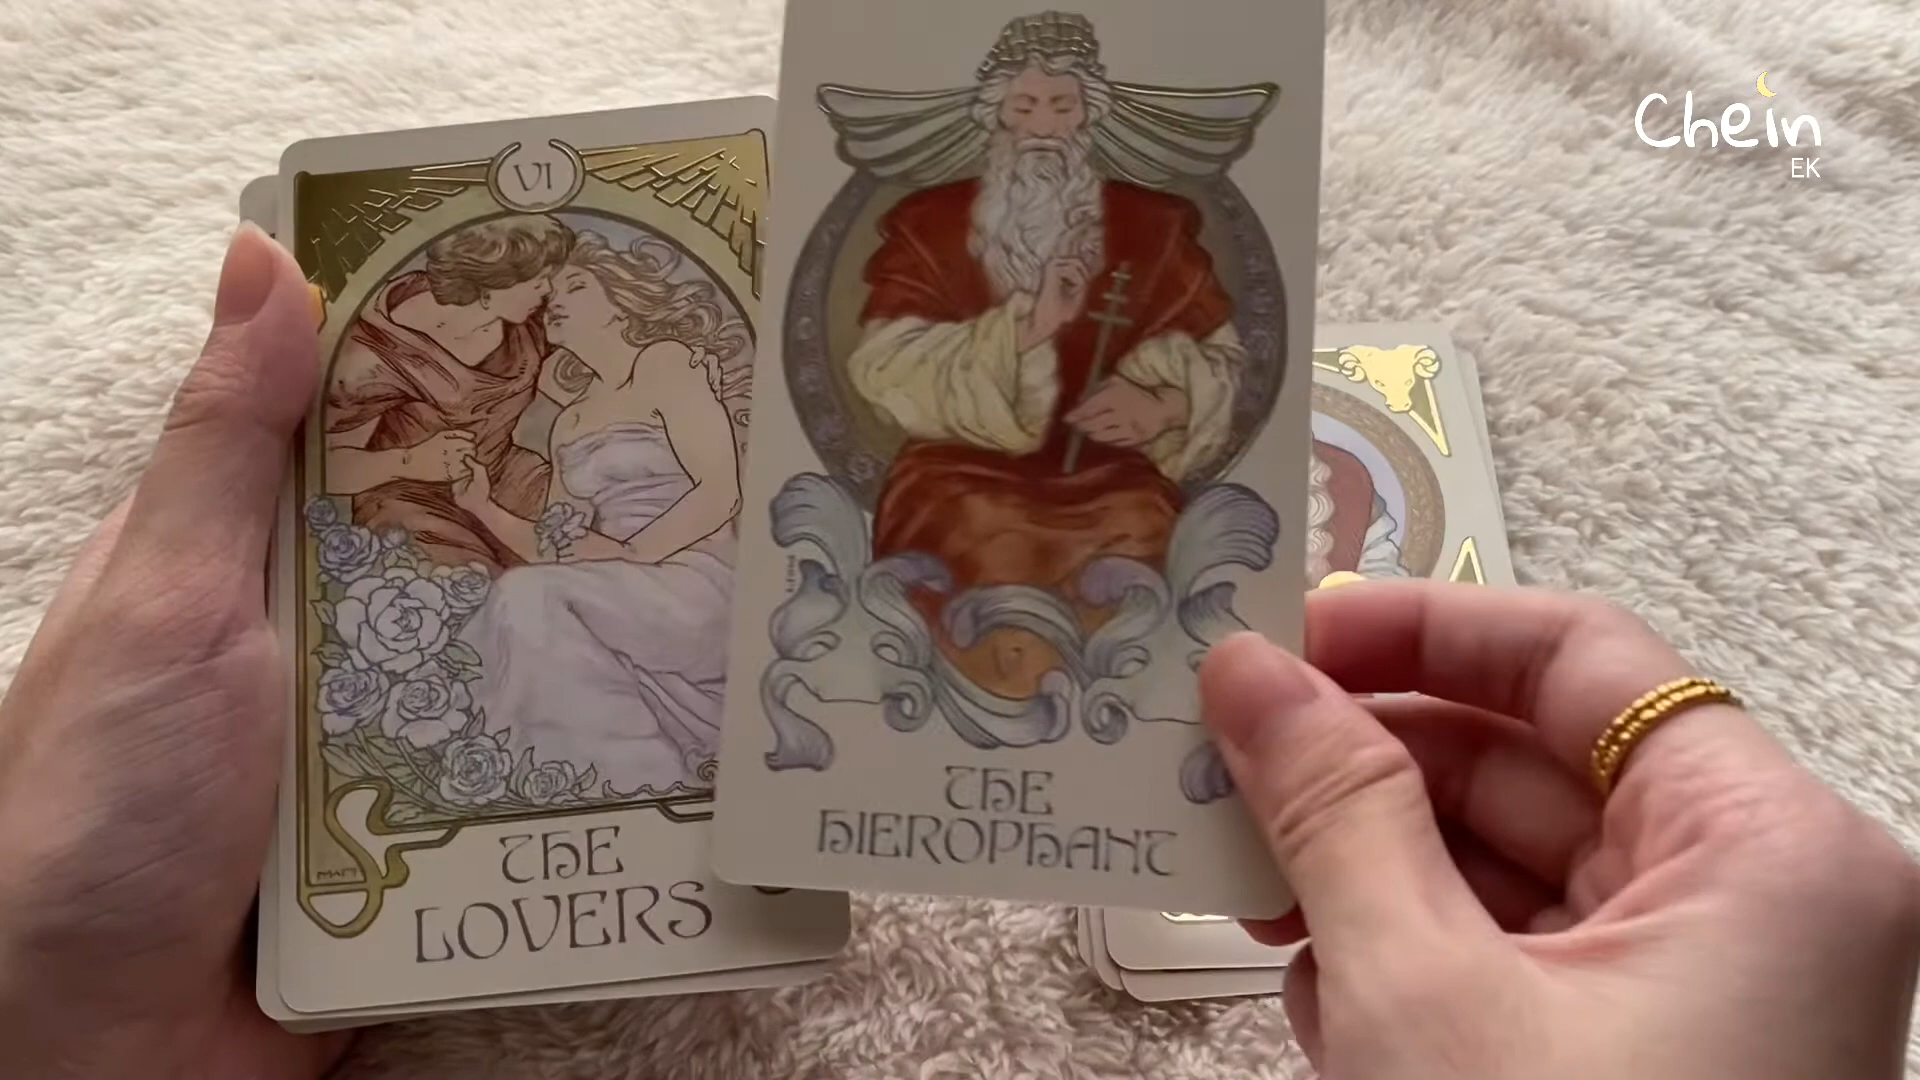 VI
THE
LOVERS
V
THE
HIEROPHANT
Chein
EK